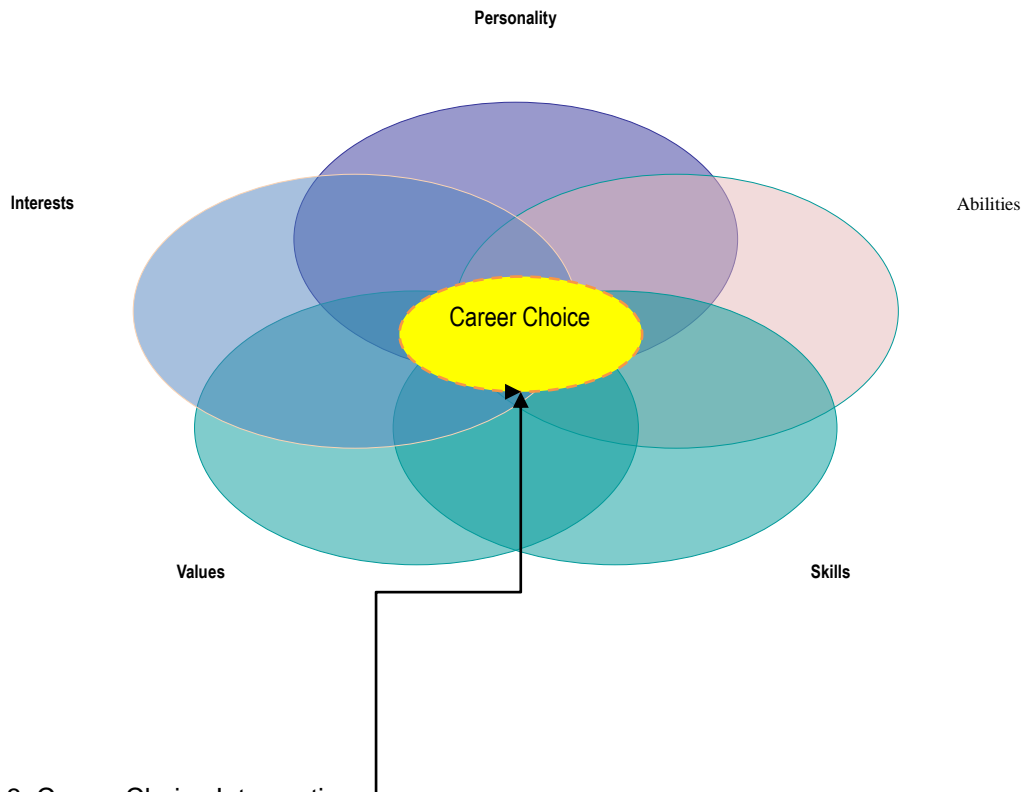 Personality
Interests
Abilities
Career Choice
Values
Skills